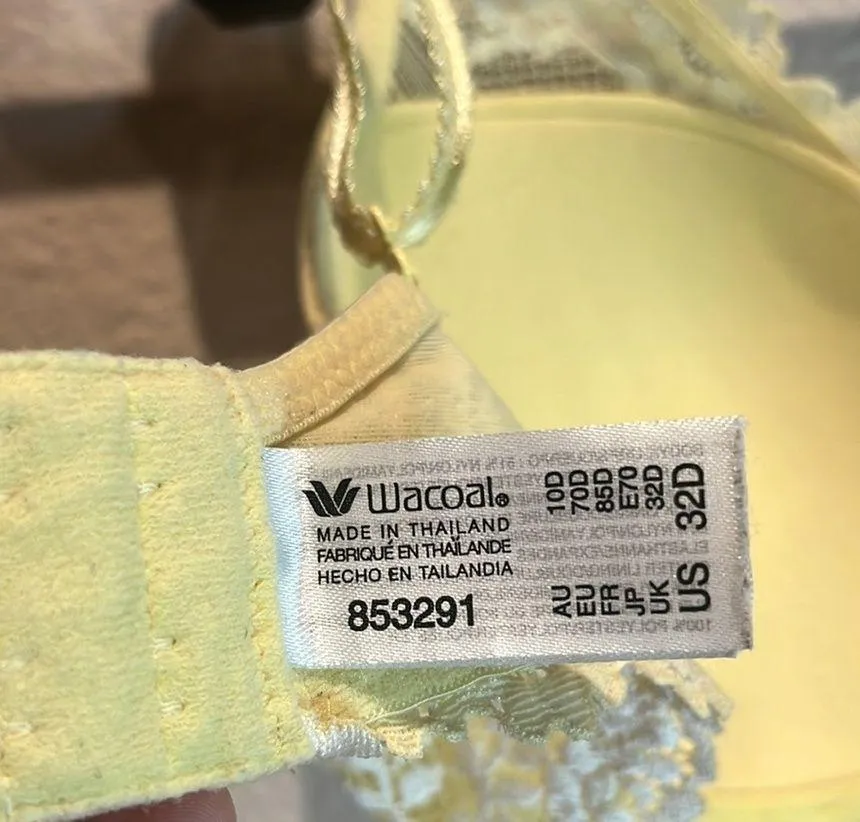 Wacoal®
MADE IN THAILAND
FABRIQUÉ EN THAÏLANDE
HECHO EN TAILANDIA
853291
AU 10D
EU 70D
FR 85D
JP E70
UK 32D
US 32D